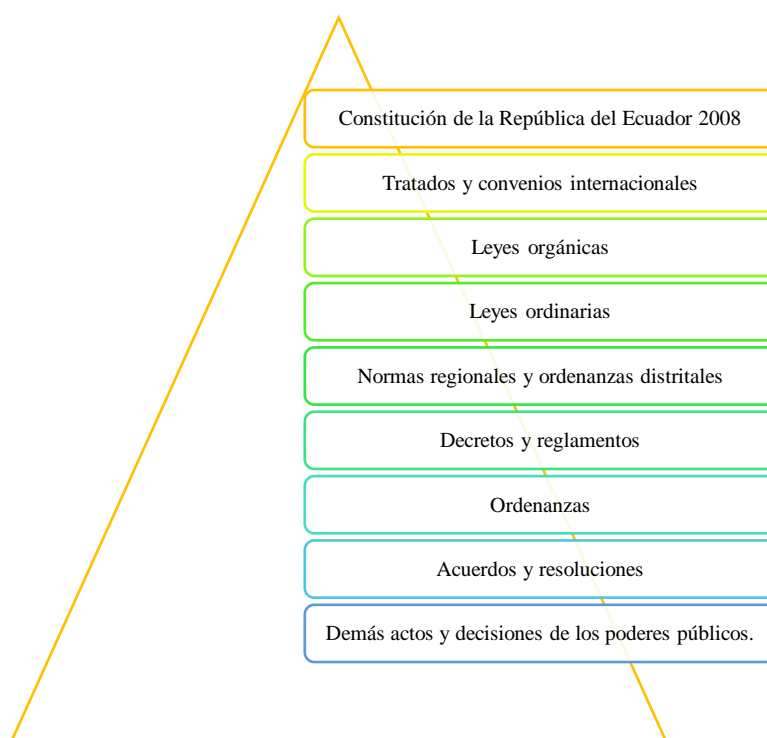 Constitución de la República del Ecuador 2008
Tratados y convenios internacionales
Leyes orgánicas
Leyes ordinarias
Normas regionales y ordenanzas distritales
Decretos y reglamentos
Ordenanzas
Acuerdos y resoluciones
Demás actos y decisiones de los poderes públicos.